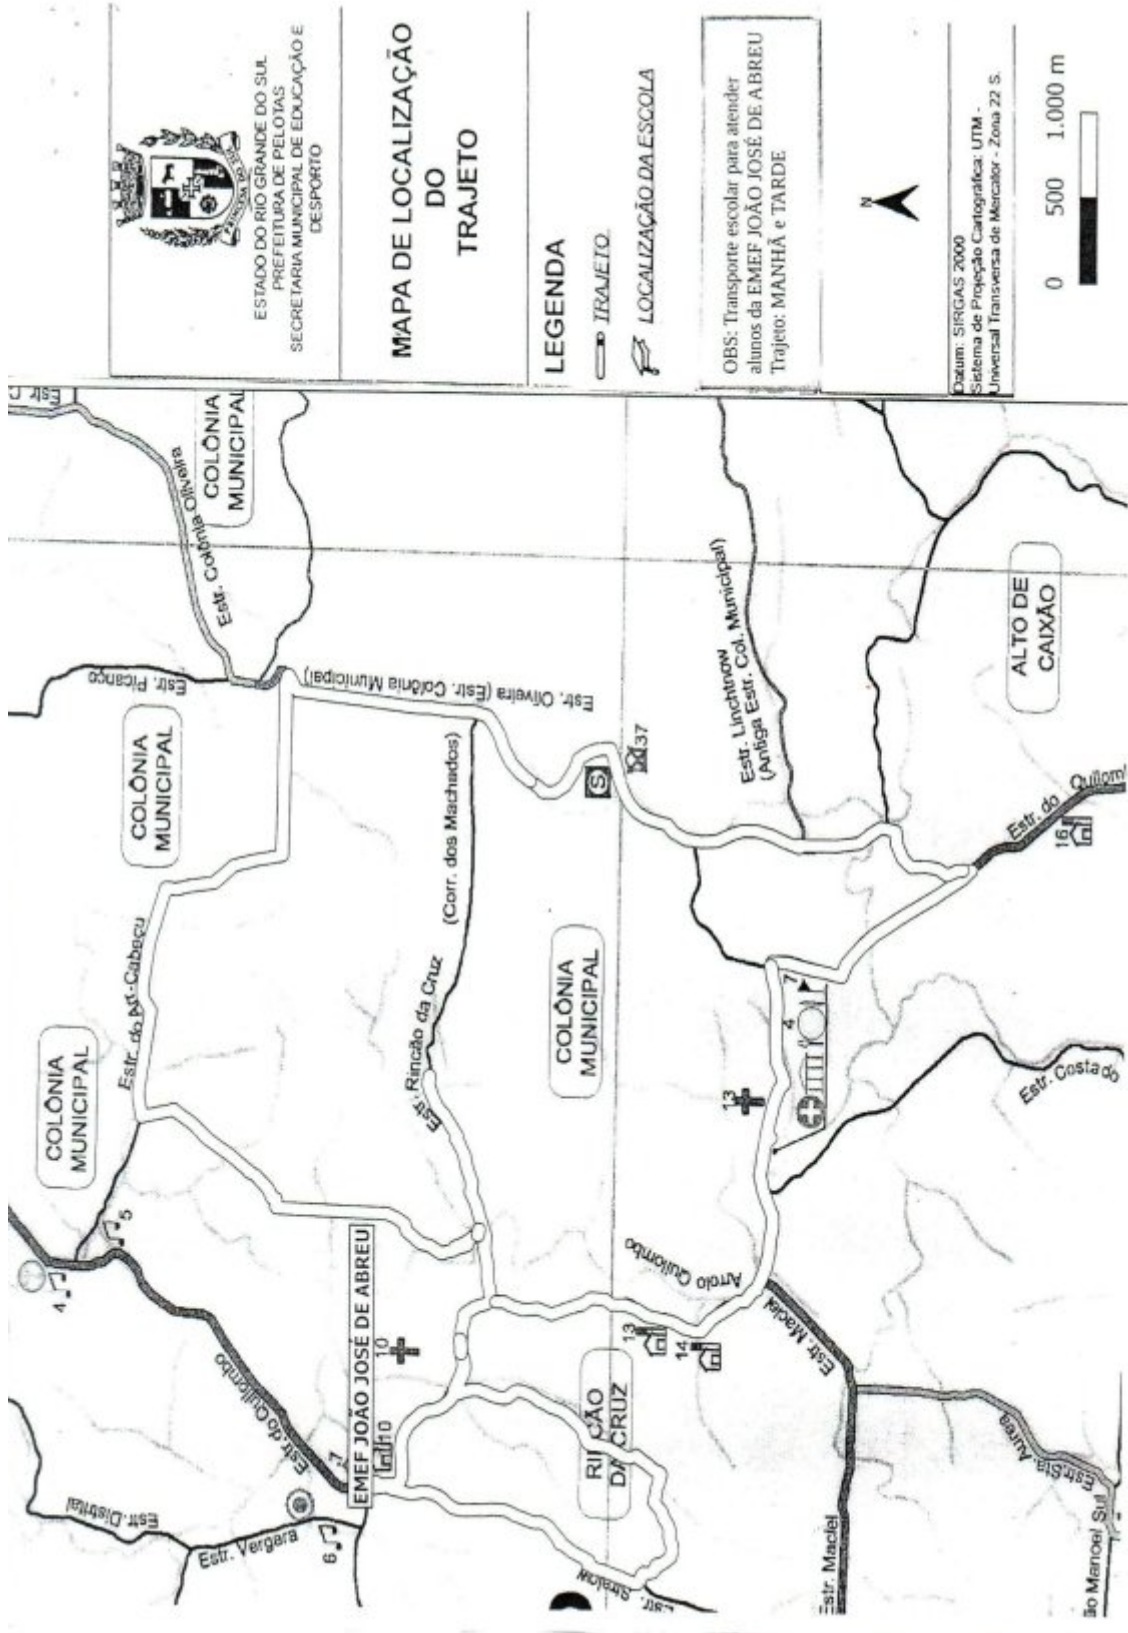 ESTADO DO RIO GRANDE DO SUL
PREFEITURA DE PELOTAS
SECRETARIA MUNICIPAL DE EDUCAÇÃO E
DESPORTO
MAPA DE LOCALIZAÇÃO
DO
TRAJETO
LEGENDA
TRAJETO
LOCALIZAÇÃO DA ESCOLA
OBS: Transporte escolar para atender
alunos da EMEF JOÃO JOSÉ DE ABREU
Trajeto: MANHÃ e TARDE
N
Datum: SIRGAS 2000
Sistema de Projeção Cartográfica: UTM -
Universal Transversa de Mercator - Zona 22 S.
0 500 1.000 m
COLÔNIA
MUNICIPAL
Estr. Colônia Oliveira
Estr. Picanço
COLÔNIA
MUNICIPAL
Estr. Oliveira (Estr. Colônia Municipal)
COLÔNIA
MUNICIPAL
(Corr. dos Machados)
Estr. Rincão da Cruz
S
37
Estr. Linchtnow
(Antiga Estr. Col. Municipal)
ALTO DE
CAIXÃO
Estr. do Quilom
16
COLÔNIA
MUNICIPAL
7
4
13
Estr. Costado
Arroio Quilombo
13
14
Estr. Maciel
Estr. Maciel
Estr. Sta. Aurea
ão Manoel Sul
RINCÃO
DA CRUZ
EMEF JOÃO JOSÉ DE ABREU
10
10
7
Estr. do Quilombo
5
4
Estr. Distrital
Estr. Vergara
6
Estr. Stralow